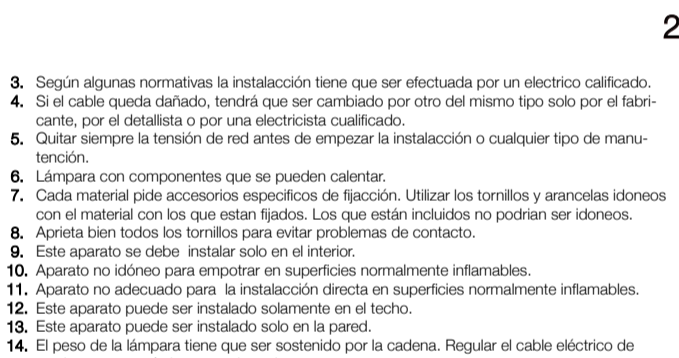 2
3. Según algunas normativas la instalacción tiene que ser efectuada por un electrico calificado.
4. Si el cable queda dañado, tendrá que ser cambiado por otro del mismo tipo solo por el fabri-
cante, por el detallista o por una electricista cualificado.
5. Quitar siempre la tensión de red antes de empezar la instalacción o cualquier tipo de manu-
tención.
6. Lámpara con componentes que se pueden calentar.
7. Cada material pide accesorios especificos de fijacción. Utilizar los tornillos y arancelas idoneos
con el material con los que estan fijados. Los que están incluidos no podrian ser idoneos.
8. Aprieta bien todos los tornillos para evitar problemas de contacto.
9. Este aparato se debe instalar solo en el interior.
10. Aparato no idóneo para empotrar en superficies normalmente inflamables.
11. Aparato no adecuado para la instalacción directa en superficies normalmente inflamables.
12. Este aparato puede ser instalado solamente en el techo.
13. Este aparato puede ser instalado solo en la pared.
14. El peso de la lámpara tiene que ser sostenido por la cadena. Regular el cable eléctrico de